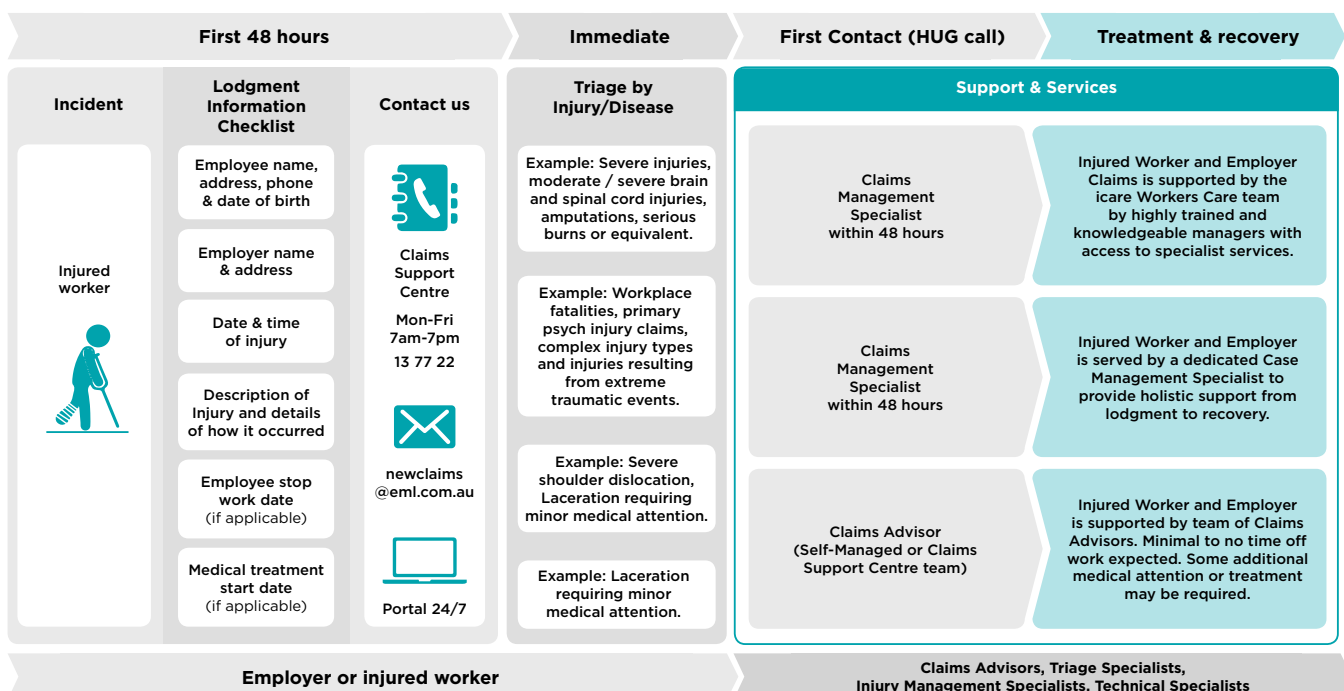 First 48 hours
Immediate
First Contact (HUG call)
Treatment & recovery
Incident
Injured
worker
Lodgment
Information
Checklist
Employee name,
address, phone
& date of birth
Employer name
& address
Date & time
of injury
Description of
Injury and details
of how it occurred
Employee stop
work date
(if applicable)
Medical treatment
start date
(if applicable)
Contact us
Claims
Support
Centre
Mon-Fri
7am-7pm
13 77 22
newclaims
@eml.com.au
Portal 24/7
Triage by
Injury/Disease
Example: Severe injuries,
moderate / severe brain
and spinal cord injuries,
amputations, serious
burns or equivalent.
Example: Workplace
fatalities, primary
psych injury claims,
complex injury types
and injuries resulting
from extreme
traumatic events.
Example: Severe
shoulder dislocation,
Laceration requiring
minor medical attention.
Example: Laceration
requiring minor
medical attention.
Support & Services
Claims
Management
Specialist
within 48 hours
Injured Worker and Employer
Claims is supported by the
icare Workers Care team
by highly trained and
knowledgeable managers with
access to specialist services.
Claims
Management
Specialist
within 48 hours
Injured Worker and Employer
is served by a dedicated Case
Management Specialist to
provide holistic support from
lodgment to recovery.
Claims Advisor
(Self-Managed or Claims
Support Centre team)
Injured Worker and Employer
is supported by team of Claims
Advisors. Minimal to no time off
work expected. Some additional
medical attention or treatment
may be required.
Employer or injured worker
Claims Advisors, Triage Specialists,
Injury Management Specialists, Technical Specialists